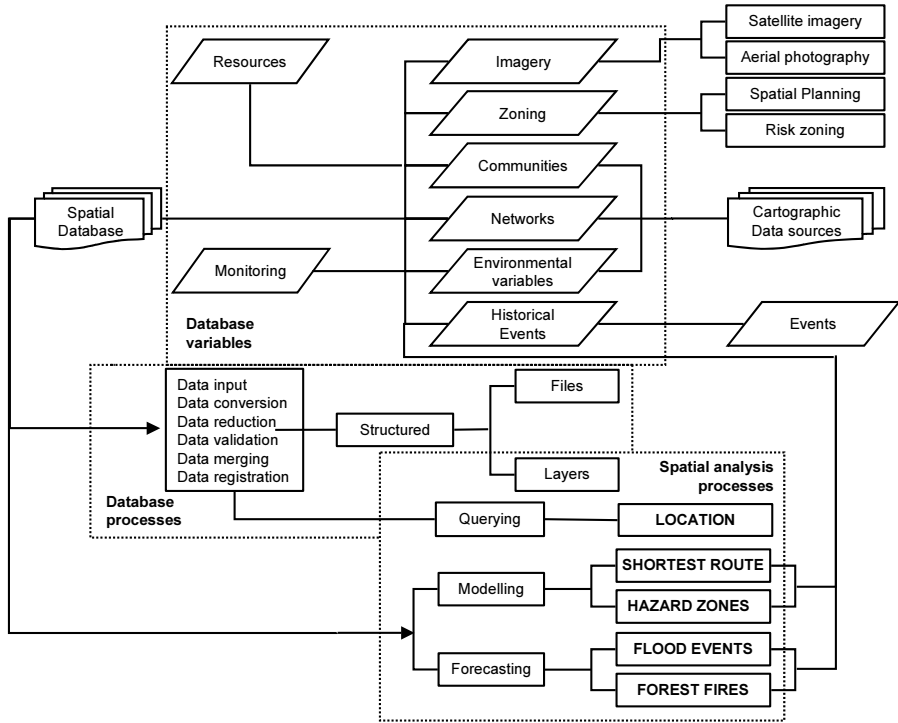 Satellite imagery
Resources
Imagery
Aerial photography
Zoning
Spatial Planning
Risk zoning
Communities
Spatial
Database
Networks
Cartographic
Data sources
Monitoring
Environmental
variables
Database
variables
Historical
Events
Events
Data input
Data conversion
Data reduction
Data validation
Data merging
Data registration
Structured
Files
Layers
Database
processes
Spatial analysis
processes
Querying
LOCATION
Modelling
SHORTEST ROUTE
HAZARD ZONES
Forecasting
FLOOD EVENTS
FOREST FIRES